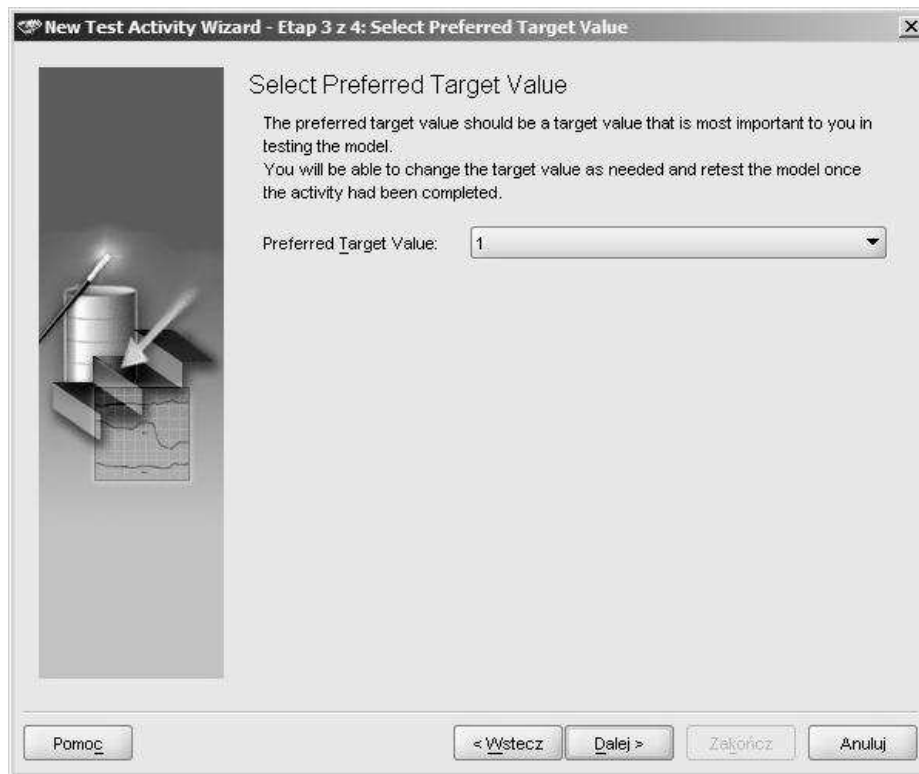 New Test Activity Wizard - Etap 3 z 4: Select Preferred Target Value
Select Preferred Target Value
The preferred target value should be a target value that is most important to you in
testing the model.
You will be able to change the target value as needed and retest the model once
the activity had been completed.
Preferred Target Value: 1
Pomoc < Wstecz Dalej > Zakończ Anuluj